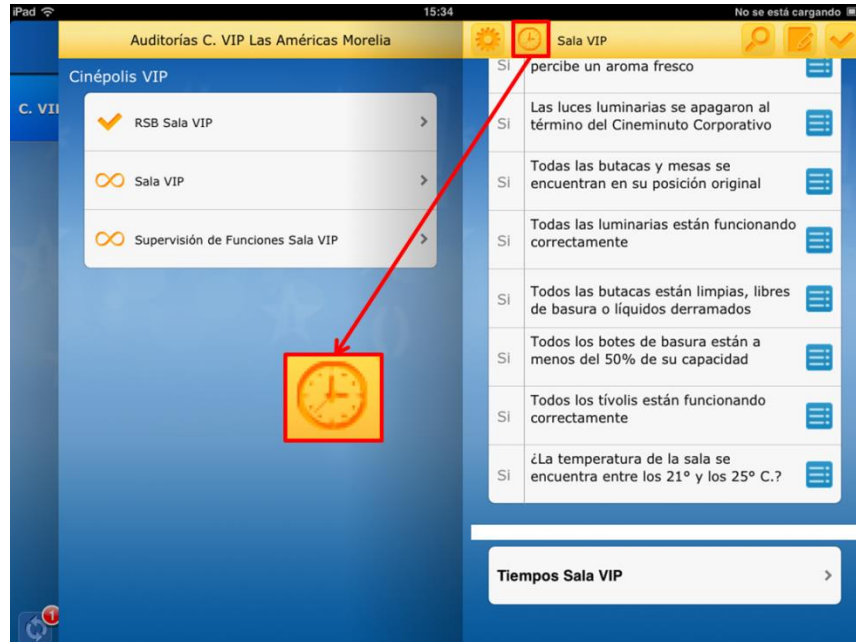 iPad
15:34
No se está cargando
Auditorías C. VIP Las Américas Morelia
Sala VIP
C. VI
Cinépolis VIP
RSB Sala VIP
Sala VIP
Supervisión de Funciones Sala VIP
Si
percibe un aroma fresco
Si
Las luces luminarias se apagaron al
término del Cineminuto Corporativo
Si
Todas las butacas y mesas se
encuentran en su posición original
Si
Todas las luminarias están funcionando
correctamente
Si
Todos las butacas están limpias, libres
de basura o líquidos derramados
Si
Todos los botes de basura están a
menos del 50% de su capacidad
Si
Todos los tívolis están funcionando
correctamente
Si
¿La temperatura de la sala se
encuentra entre los 21º y los 25º C.?
Tiempos Sala VIP
1